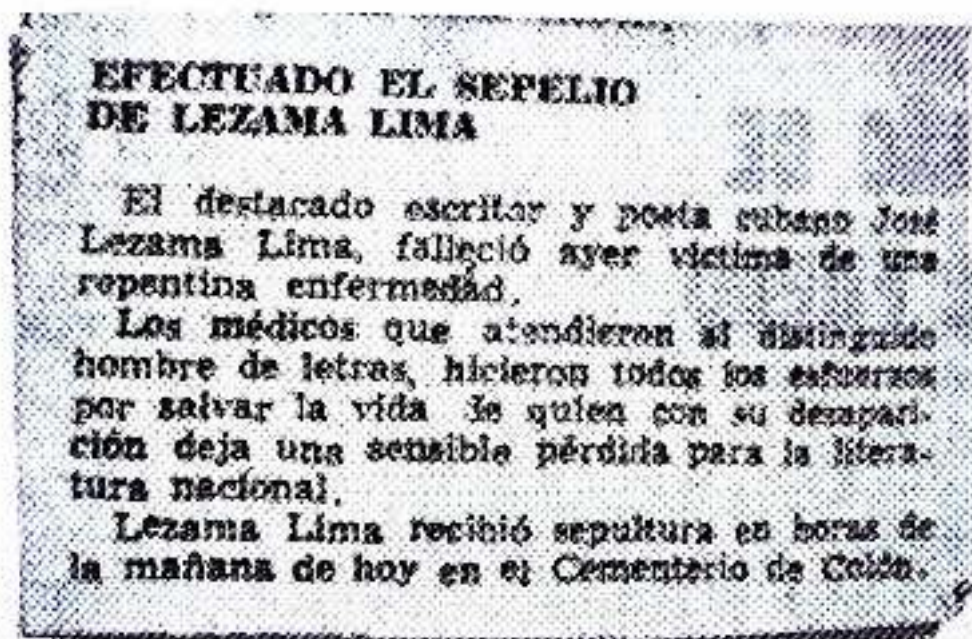 EFECTUADO EL SEPELIO
DE LEZAMA LIMA
El destacado escritor y poeta cubano José
Lezama Lima, falleció ayer victima de una
repentina enfermedad.
Los médicos que atendieron al distinguido
hombre de letras, hicieron todos los esfuerzos
por salvar la vida de quien con su desapari-
ción deja una sensible pérdida para la litera-
tura nacional.
Lezama Lima recibió sepultura en horas de
la mañana de hoy en el Cementerio de Colón.